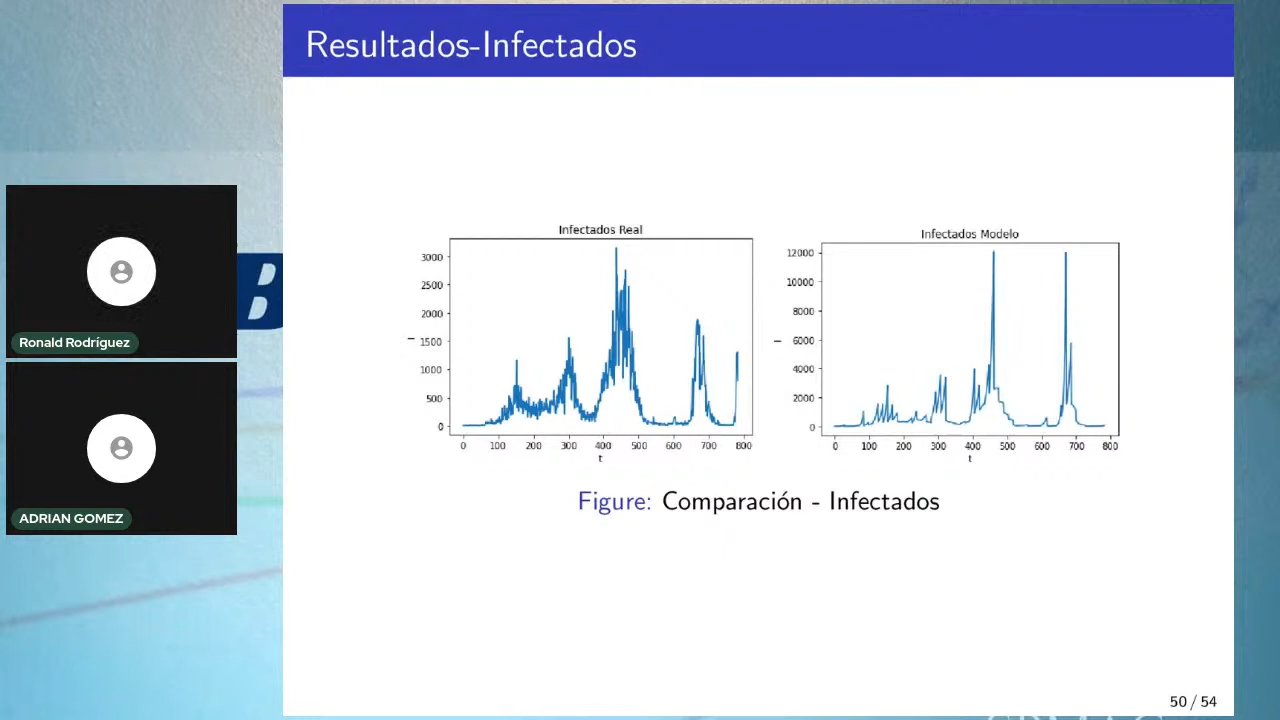 Resultados-Infectados
Infectados Real
3000
2500
2000
1500
1000
500
0
I
0 100 200 300 400 500 600 700 800
t
Infectados Modelo
12000
10000
8000
6000
4000
2000
0
I
0 100 200 300 400 500 600 700 800
t
Figure: Comparación - Infectados
50 / 54
Ronald Rodríguez
ADRIAN GOMEZ
B